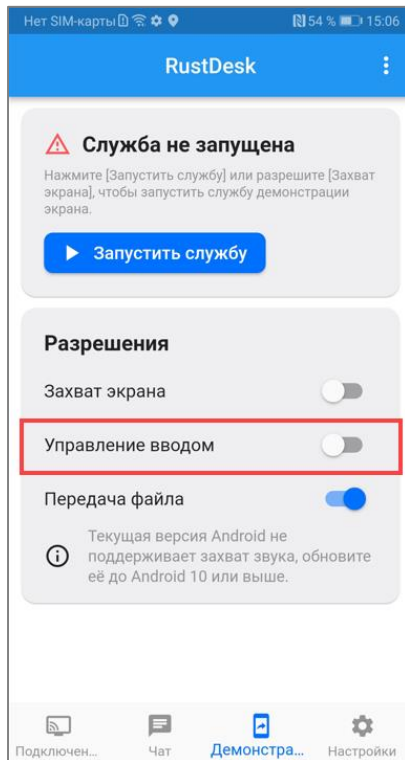 Нет SIM-карты 54 % 15:06
RustDesk
Служба не запущена
Нажмите [Запустить службу] или разрешите [Захват
экрана], чтобы запустить службу демонстрации
экрана.
Запустить службу
Разрешения
Захват экрана
Управление вводом
Передача файла
Текущая версия Android не
поддерживает захват звука, обновите
её до Android 10 или выше.
Подключен... Чат Демонстра... Настройки